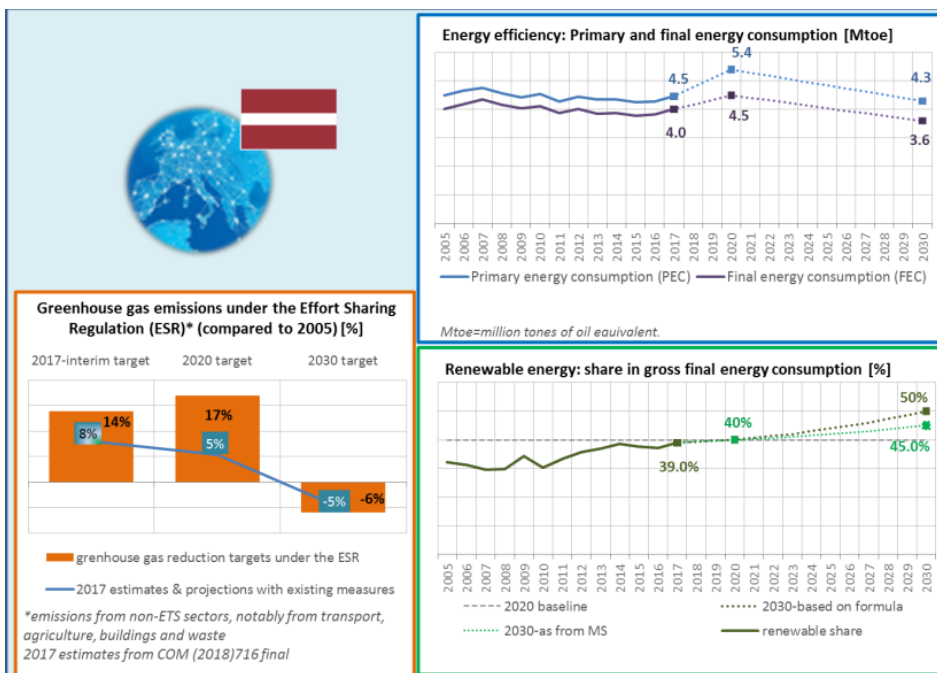 Energy efficiency: Primary and final energy consumption [Mtoe]
5.4
4.5
4.3
4.0
4.5
3.6
2005 2006 2007 2008 2009 2010 2011 2012 2013 2014 2015 2016 2017 2018 2019 2020 2021 2022 2023 2024 2025 2026 2027 2028 2029 2030
Primary energy consumption (PEC) Final energy consumption (FEC)
Mtoe=million tones of oil equivalent.
Greenhouse gas emissions under the Effort Sharing
Regulation (ESR)* (compared to 2005) [%]
2017-interim target 2020 target 2030 target
14% 17%
8% 5%
-5% -6%
grenhouse gas reduction targets under the ESR
2017 estimates & projections with existing measures
*emissions from non-ETS sectors, notably from transport,
agriculture, buildings and waste
2017 estimates from COM (2018)716 final
Renewable energy: share in gross final energy consumption [%]
50%
40%
39.0%
45.0%
2005 2006 2007 2008 2009 2010 2011 2012 2013 2014 2015 2016 2017 2018 2019 2020 2021 2022 2023 2024 2025 2026 2027 2028 2029 2030
2020 baseline 2030-based on formula
2030-as from MS renewable share